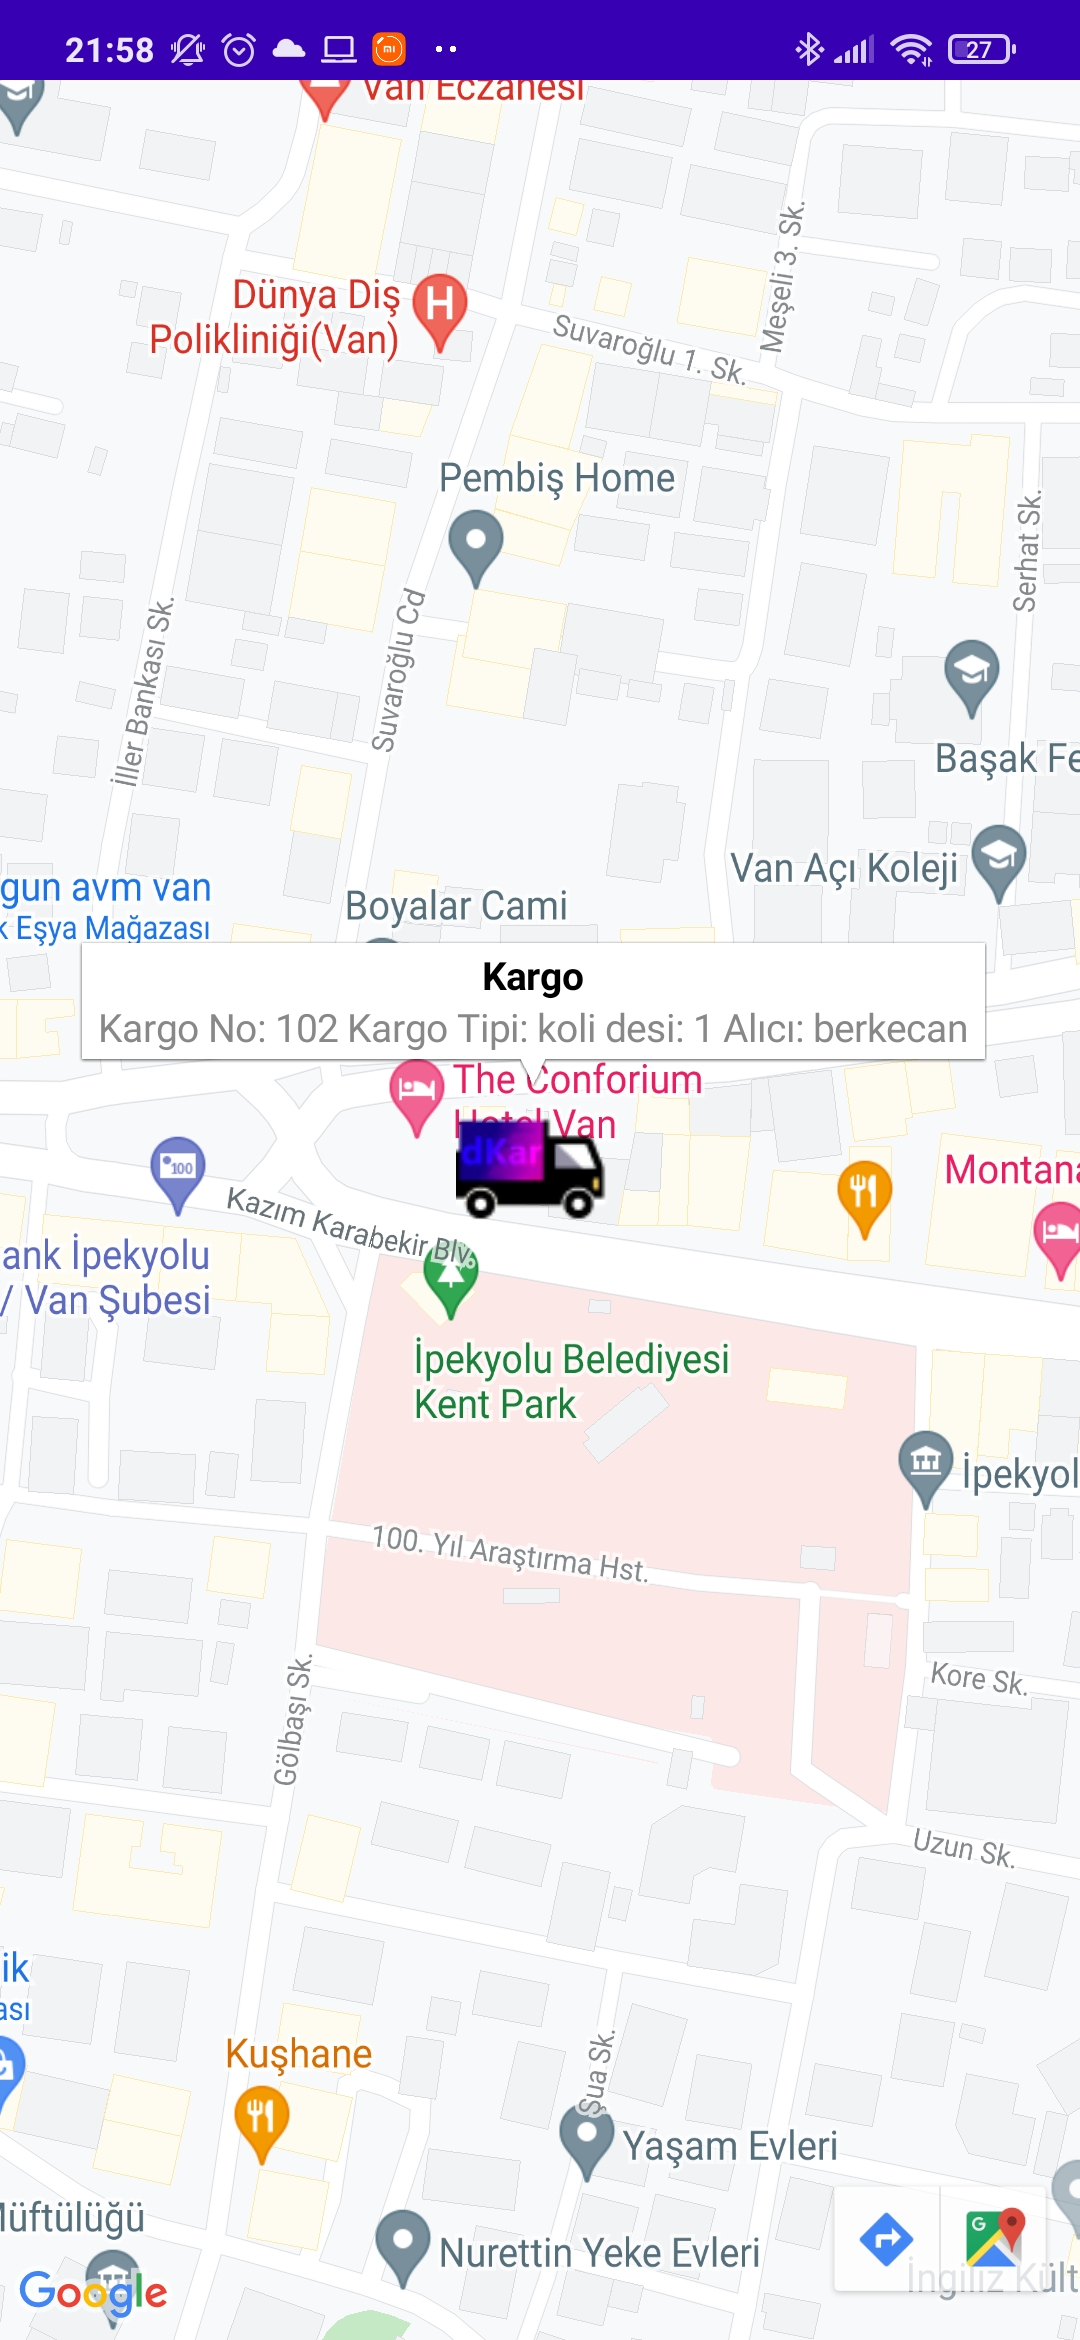 21:58
27
Van Eczanesi
Dünya Diş
Polikliniği(Van)
H
Meşeli 3. Sk.
Suvaroğlu 1. Sk.
Pembiş Home
Serhat Sk.
İller Bankası Sk.
Suvaroğlu Cd
Başak Fe
Van Açı Koleji
gun avm van
k Eşya Mağazası
Boyalar Cami
Kargo
Kargo No: 102 Kargo Tipi: koli desi: 1 Alıcı: berkecan
The Conforium
Hotel Van
dKar
100
Montana
Kazım Karabekir Blv.
ank İpekyolu
/ Van Şubesi
İpekyolu Belediyesi
Kent Park
İpekyol
100. Yıl Araştırma Hst.
Kore Sk.
Gölbaşı Sk.
Uzun Sk.
ik
ası
Kuşhane
Şua Sk.
Yaşam Evleri
Müftülüğü
Nurettin Yeke Evleri
G
İngiliz Kült
Google